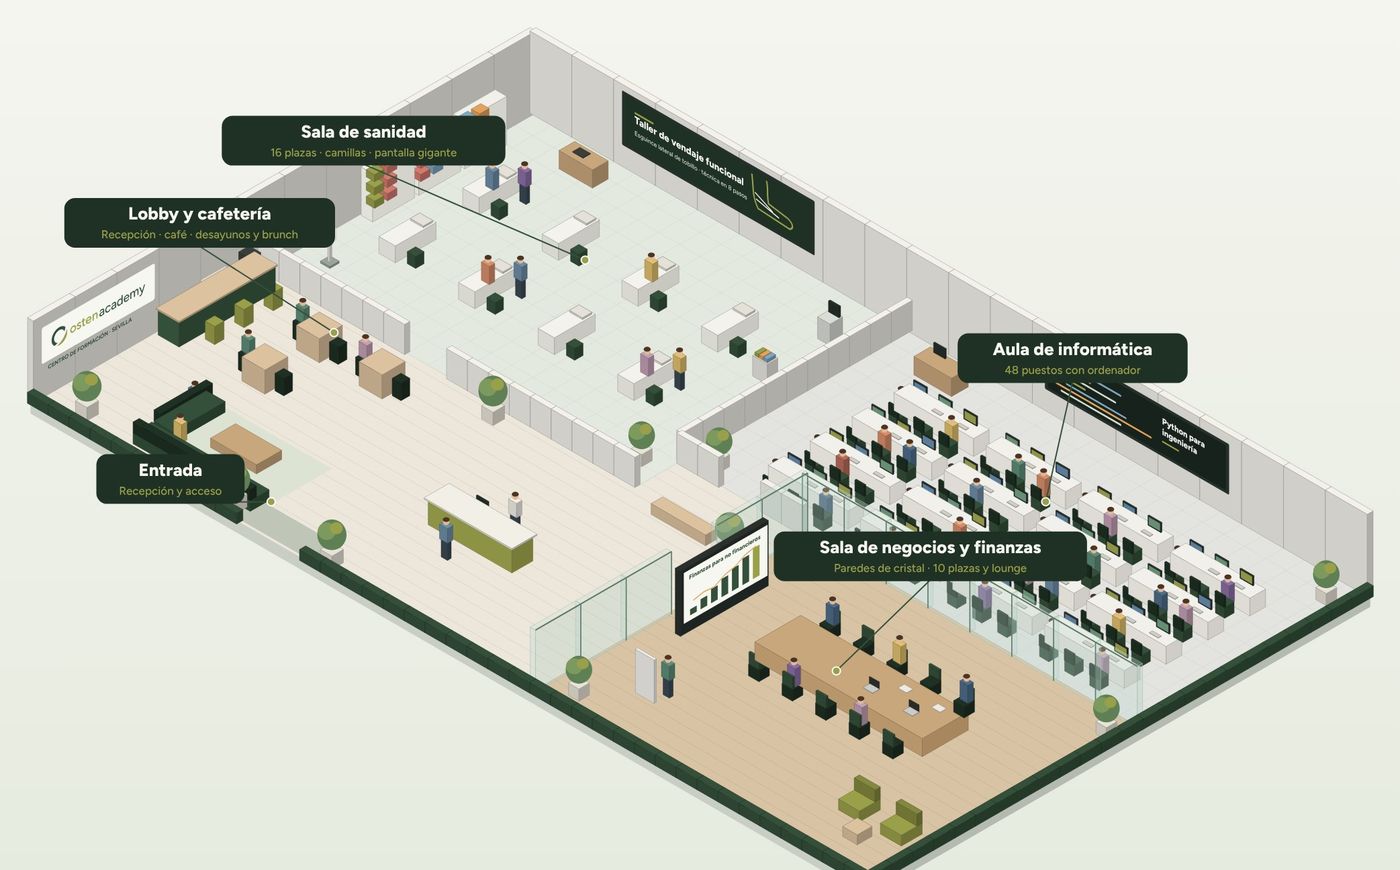 Sala de sanidad
16 plazas · camillas · pantalla gigante
Taller de vendaje funcional
Esguince lateral de tobillo · técnica en 8 pasos
Lobby y cafetería
Recepción · café · desayunos y brunch
ostenacademy
CENTRO DE FORMACIÓN · SEVILLA
Aula de informática
48 puestos con ordenador
Python para
ingeniería
Entrada
Recepción y acceso
Finanzas para no financieros
Sala de negocios y finanzas
Paredes de cristal · 10 plazas y lounge